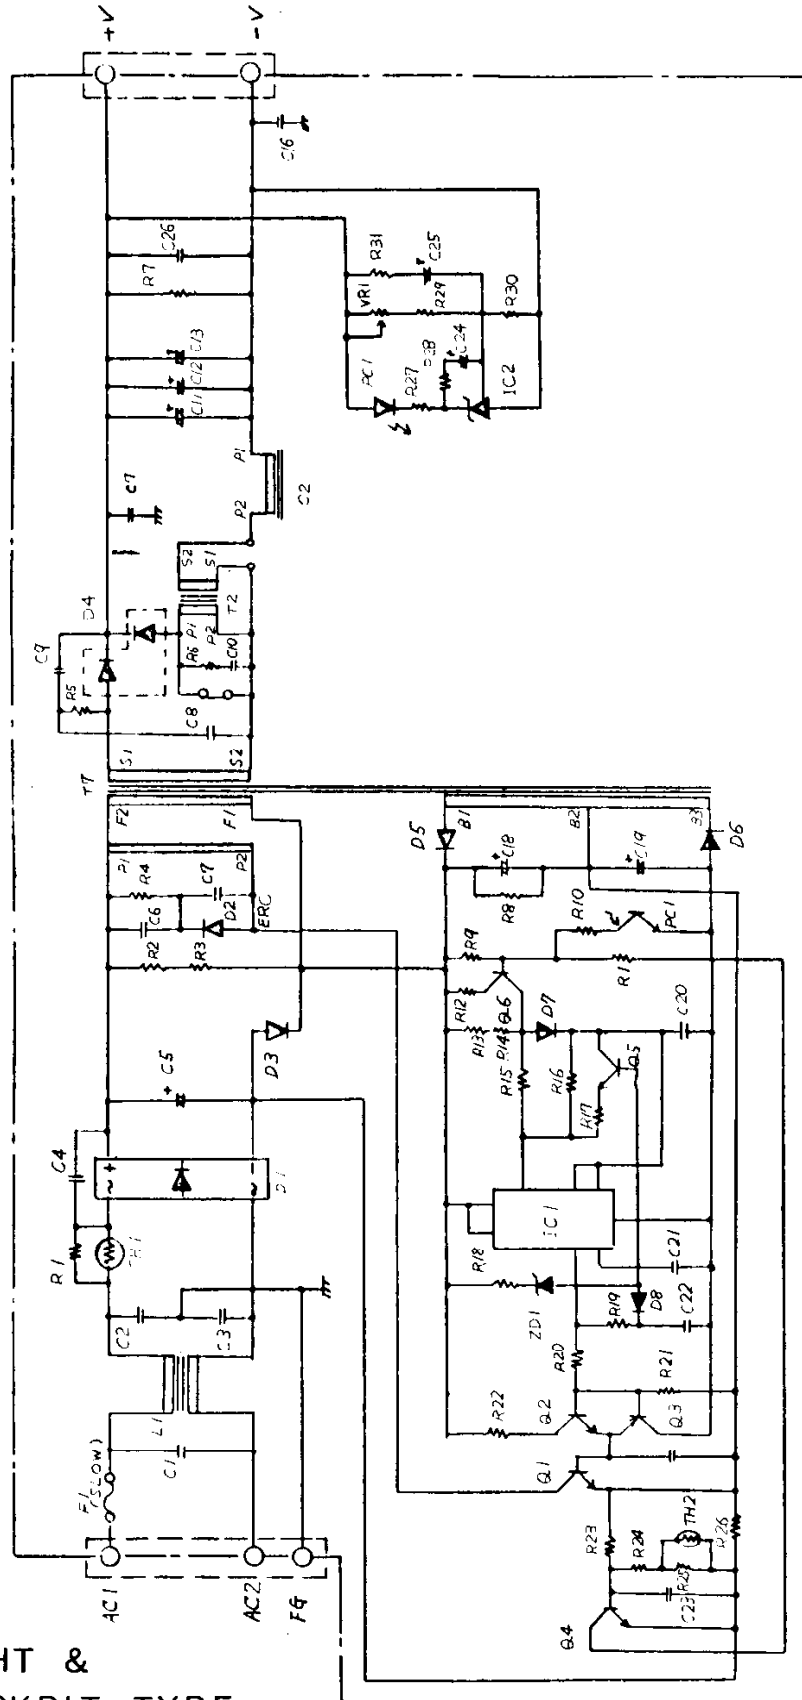 +V
-V
C16
C26
R7
C13
C12
C11
R31
C25
VR1
R29
R30
C24
R28
PC1
R27
IC2
P1
C7
P2
S2
S1
D4
T2
P1
P2
C9
R6
C10
R5
C8
S1
S2
F2
F1
P1
P2
R4
C7
C6
D2
ERC
R2
R3
D5
B1
B2
B3
D6
C18
C19
R8
R10
PC1
R9
R1
R12
Q6
D7
C20
R13
R14
C5
D3
R15
R16
Q5
R17
C4
D1
IC1
R1
R18
C21
C2
C3
ZD1
R19
D8
C22
R20
R21
L1
R22
Q2
Q3
F1
(SLOW)
C1
Q1
TH2
R23
R24
R26
R25
C23
AC1
AC2
FG
Q4
HT &
TYPE